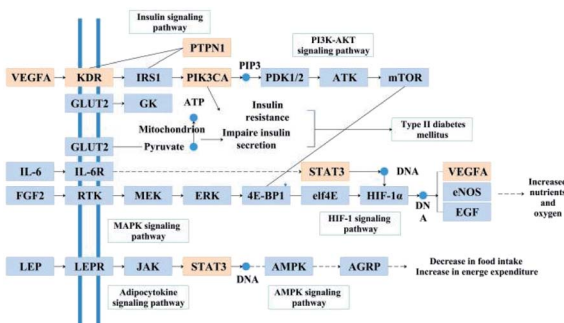 Insulin signaling
pathway
PI3K-AKT
signaling pathway
PTPN1
PIP3
VEGFA KDR IRS1 PIK3CA PDK1/2 ATK mTOR
GLUT2 GK ATP
Insulin
resistance
Mitochondrion
Impaire insulin
secretion
Type II diabetes
mellitus
GLUT2 Pyruvate
IL-6 IL-6R STAT3 DNA
VEGFA
FGF2 RTK MEK ERK 4E-BP1 elf4E HIF-1α DN
A
eNOS
EGF
Increased
nutrients
and
oxygen
MAPK signaling
pathway
HIF-1 signaling
pathway
LEP LEPR JAK STAT3 DNA AMPK AGRP
Decrease in food intake
Increase in energy expenditure
Adipocytokine
signaling pathway
AMPK signaling
pathway